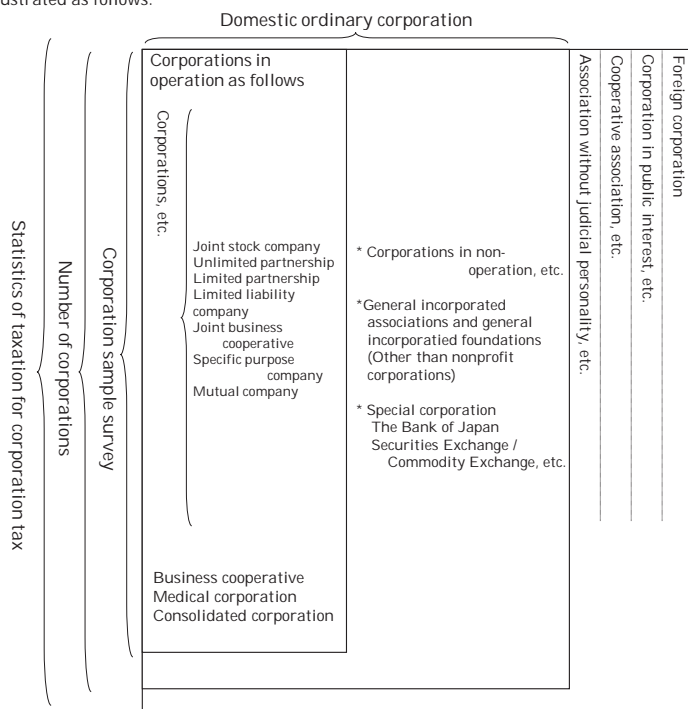 ustrated as follows.
Domestic ordinary corporation
Statistics of taxation for corporation tax
Number of corporations
Corporation sample survey
Corporations in
operation as follows
Corporations, etc.
Joint stock company
Unlimited partnership
Limited partnership
Limited liability
company
Joint business
cooperative
Specific purpose
company
Mutual company
Business cooperative
Medical corporation
Consolidated corporation
* Corporations in non-
operation, etc.
*General incorporated
associations and general
incorporatied foundations
(Other than nonprofit
corporations)
* Special corporation
The Bank of Japan
Securities Exchange /
Commodity Exchange, etc.
Association without judicial personality, etc.
Cooperative association, etc.
Corporation in public interest, etc.
Foreign corporation